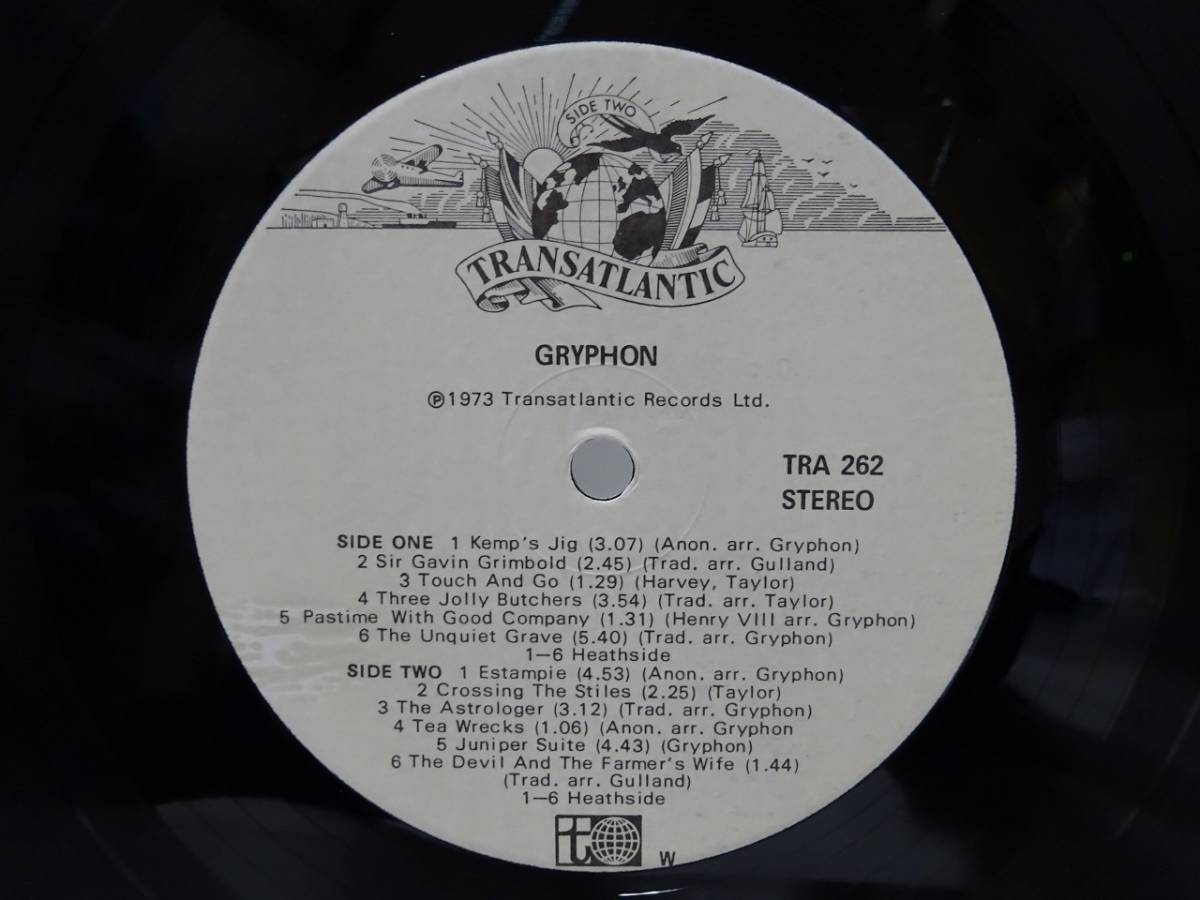 SIDE TWO
TRANSATLANTIC
GRYPHON
℗1973 Transatlantic Records Ltd.
TRA 262
STEREO
SIDE ONE 1 Kemp's Jig (3.07) (Anon. arr. Gryphon)
2 Sir Gavin Grimbold (2.45) (Trad. arr. Gulland)
3 Touch And Go (1.29) (Harvey, Taylor)
4 Three Jolly Butchers (3.54) (Trad. arr. Taylor)
5 Pastime With Good Company (1.31) (Henry VIII arr. Gryphon)
6 The Unquiet Grave (5.40) (Trad. arr. Gryphon)
1—6 Heathside
SIDE TWO 1 Estampie (4.53) (Anon. arr. Gryphon)
2 Crossing The Stiles (2.25) (Taylor)
3 The Astrologer (3.12) (Trad. arr. Gryphon)
4 Tea Wrecks (1.06) (Anon. arr. Gryphon
5 Juniper Suite (4.43) (Gryphon)
6 The Devil And The Farmer's Wife (1.44)
(Trad. arr. Gulland)
1—6 Heathside
it
W